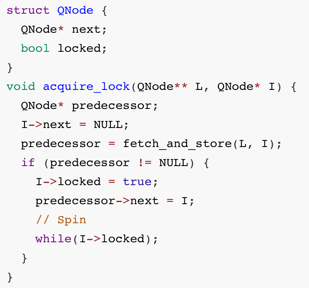 struct QNode {
QNode* next;
bool locked;
}
void acquire_lock(QNode** L, QNode* I) {
QNode* predecessor;
I->next = NULL;
predecessor = fetch_and_store(L, I);
if (predecessor != NULL) {
I->locked = true;
predecessor->next = I;
// Spin
while(I->locked);
}
}